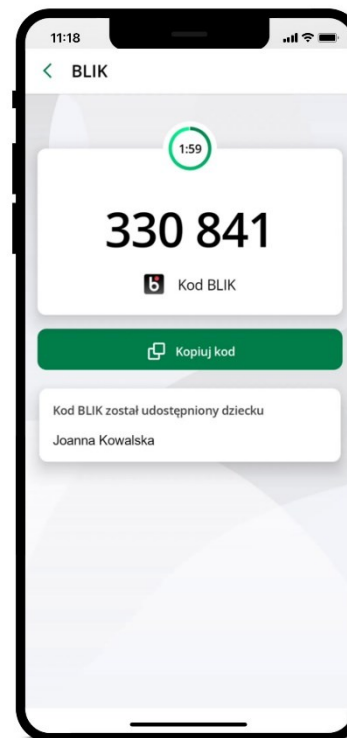 11:18
BLIK
1:59
330 841
Kod BLIK
Kopiuj kod
Kod BLIK został udostępniony dziecku
Joanna Kowalska